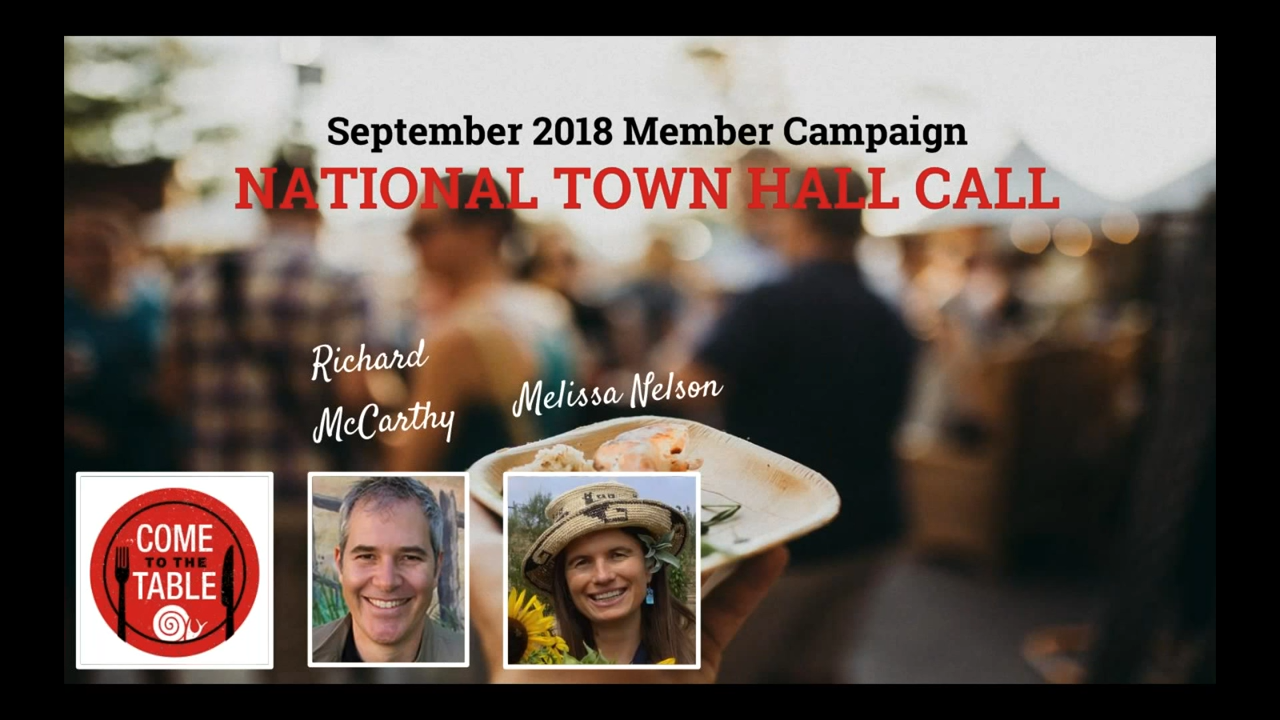 September 2018 Member Campaign
NATIONAL TOWN HALL CALL
Richard
McCarthy
Melissa Nelson
COME
TO THE
TABLE